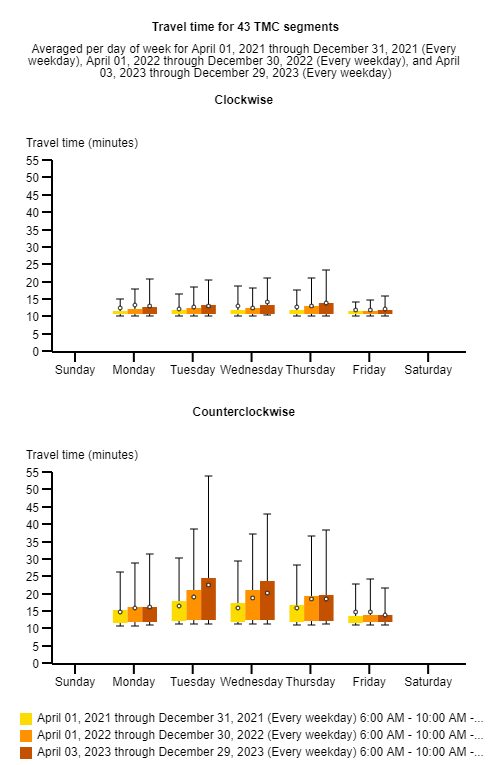 Travel time for 43 TMC segments
Averaged per day of week for April 01, 2021 through December 31, 2021 (Every
weekday), April 01, 2022 through December 30, 2022 (Every weekday), and April
03, 2023 through December 29, 2023 (Every weekday)
Clockwise
Travel time (minutes)
55
50
45
40
35
30
25
20
15
10
5
0
Sunday Monday Tuesday Wednesday Thursday Friday Saturday
Counterclockwise
Travel time (minutes)
55
50
45
40
35
30
25
20
15
10
5
0
Sunday Monday Tuesday Wednesday Thursday Friday Saturday
April 01, 2021 through December 31, 2021 (Every weekday) 6:00 AM - 10:00 AM -...
April 01, 2022 through December 30, 2022 (Every weekday) 6:00 AM - 10:00 AM -...
April 03, 2023 through December 29, 2023 (Every weekday) 6:00 AM - 10:00 AM -...